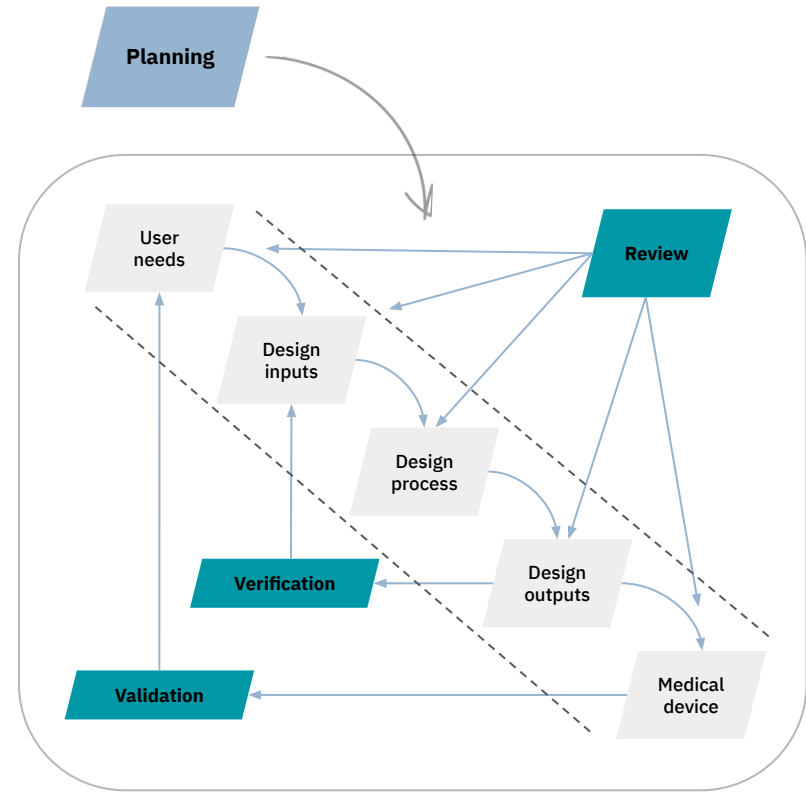 Planning
User
needs
Review
Design
inputs
Design
process
Design
outputs
Verification
Medical
device
Validation